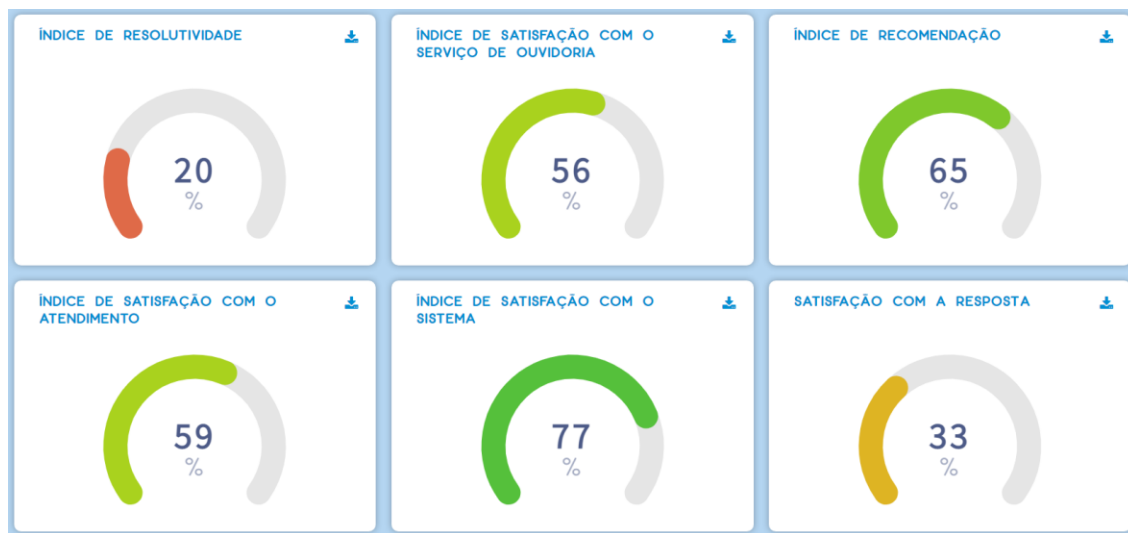 ÍNDICE DE RESOLUTIVIDADE
20
%
ÍNDICE DE SATISFAÇÃO COM O
SERVIÇO DE OUVIDORIA
56
%
ÍNDICE DE RECOMENDAÇÃO
65
%
ÍNDICE DE SATISFAÇÃO COM O
ATENDIMENTO
59
%
ÍNDICE DE SATISFAÇÃO COM O
SISTEMA
77
%
SATISFAÇÃO COM A RESPOSTA
33
%